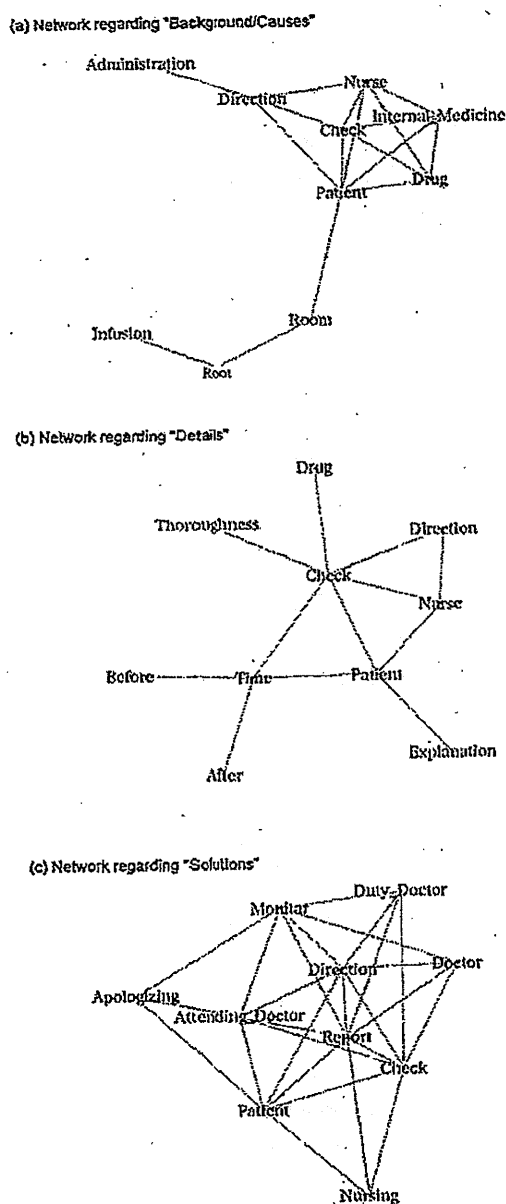 (a) Network regarding "Background/Causes"
Administration
Nurse
Direction
Internal-Medicine
Check
Drug
Patient
Room
Infusion
Root
(b) Network regarding "Details"
Drug
Thoroughness
Direction
Check
Nurse
Before
Time
Patient
Explanation
After
(c) Network regarding "Solutions"
Duty-Doctor
Monitor
Direction
Doctor
Apologizing
Attending-Doctor
Report
Check
Patient
Nursing